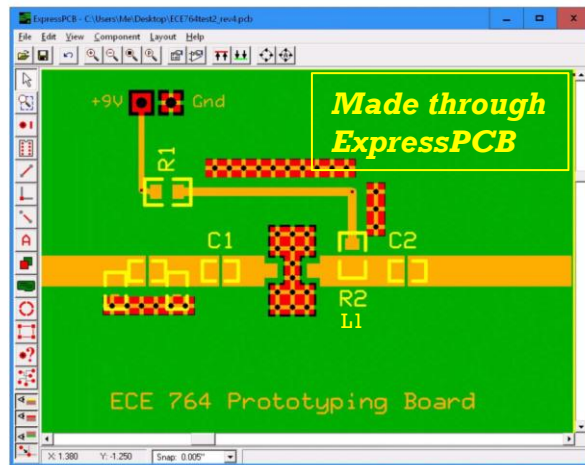 ExpressPCB - C:\Users\Me\Desktop\ECE764test2_rev4.pcb
File Edit View Component Layout Help
Made through
ExpressPCB
+9V Gnd
R1
C1 C2
R2
L1
ECE 764 Prototyping Board
X: 1.380 Y: -1.250 Snap: 0.005"